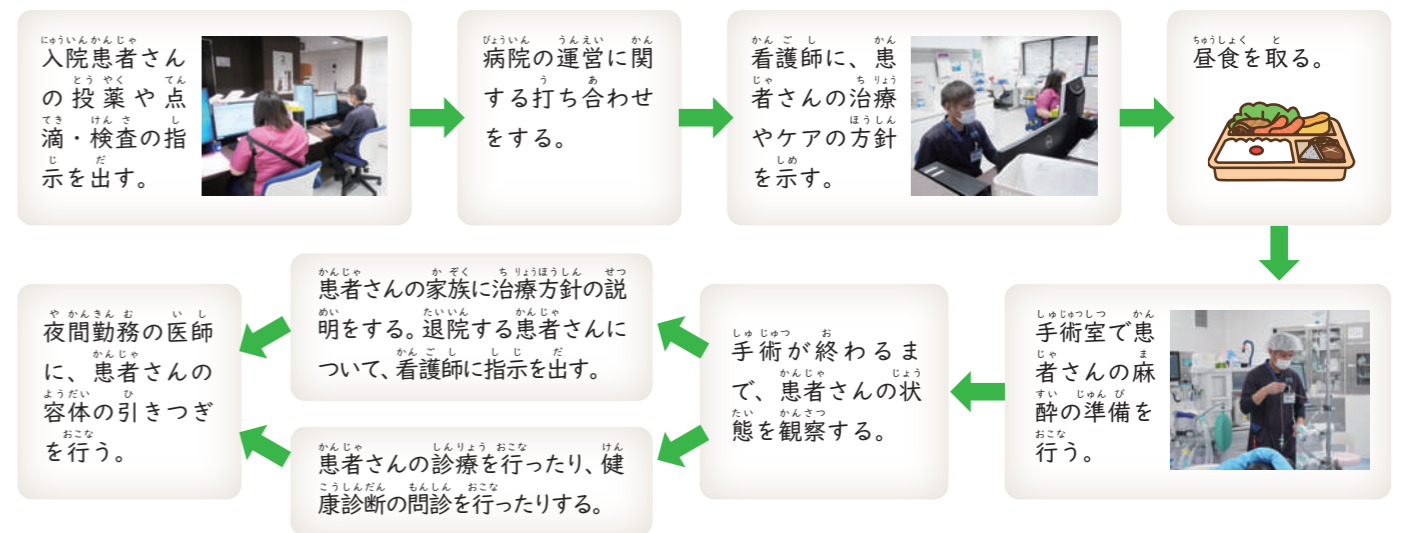 入院患者さん
の投薬や点
滴・検査の指
示を出す。
病院の運営に関
する打ち合わせ
をする。
看護師に、患
者さんの治療
やケアの方針
を示す。
昼食を取る。
手術室で患
者さんの麻
酔の準備を
行う。
手術が終わるま
で、患者さんの状
態を観察する。
患者さんの家族に治療方針の説
明をする。退院する患者さんに
ついて、看護師に指示を出す。
患者さんの診療を行ったり、健
康診断の問診を行ったりする。
夜間勤務の医師
に、患者さんの
容体の引きつぎ
を行う。